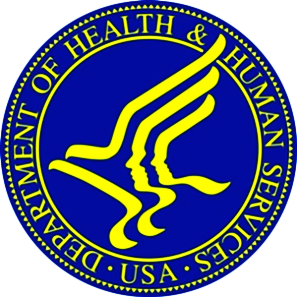 DEPARTMENT OF HEALTH & HUMAN SERVICES · USA ·